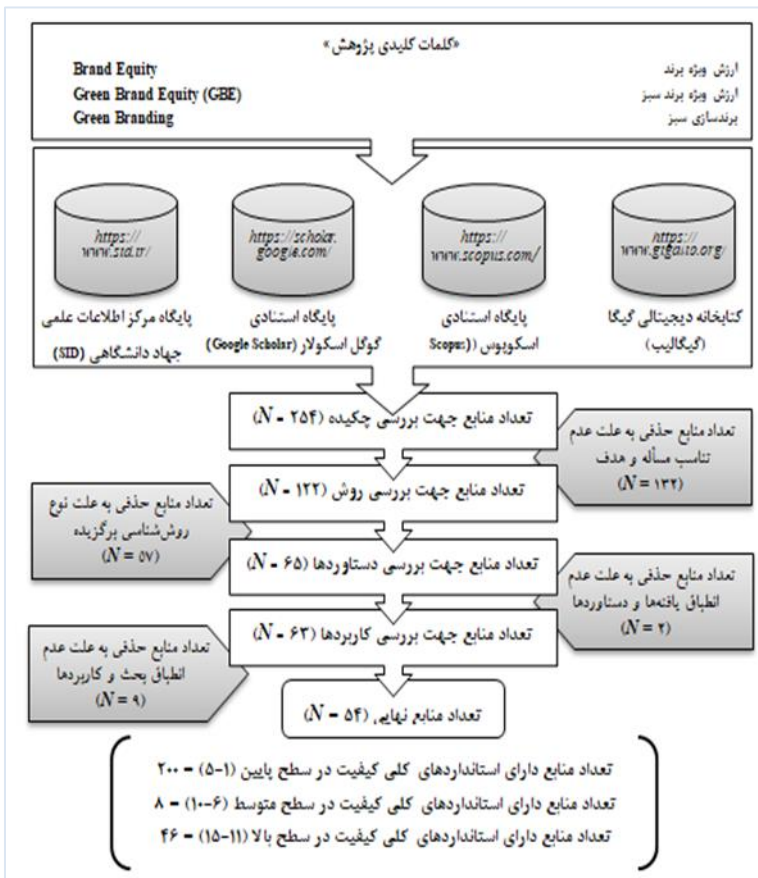 «کلمات کلیدی پژوهش»
ارزش ویژه برند
Brand Equity
ارزش ویژه برند سبز
Green Brand Equity (GBE)
برندسازی سبز
Green Branding
https://
www.gigalib.org/
https://
www.scopus.com/
https://scholar.
google.com/
https://
www.sid.ir/
کتابخانه دیجیتالی گیگا
(گیگالیب)
پایگاه استنادی
اسکوپوس ((Scopus
پایگاه استنادی
گوگل اسکولار (Google Scholar)
پایگاه مرکز اطلاعات علمی
جهاد دانشگاهی (SID)
تعداد منابع جهت بررسی چکیده (N = ۲۵۴)
تعداد منابع حذفی به علت عدم
تناسب مسأله و هدف
(N = ۱۳۲)
تعداد منابع جهت بررسی روش (N = ۱۲۲)
تعداد منابع حذفی به علت نوع
روش‌شناسی برگزیده
(N = ۵۷)
تعداد منابع جهت بررسی دستاوردها (N = ۶۵)
تعداد منابع حذفی به علت عدم
انطباق یافته‌ها و دستاوردها
(N = ۲)
تعداد منابع جهت بررسی کاربردها (N = ۶۳)
تعداد منابع حذفی به علت عدم
انطباق بحث و کاربردها
(N = ۹)
تعداد منابع نهایی (N = ۵۴)
تعداد منابع دارای استانداردهای کلی کیفیت در سطح پایین (۱-۵) = ۲۰۰
تعداد منابع دارای استانداردهای کلی کیفیت در سطح متوسط (۶-۱۰) = ۸
تعداد منابع دارای استانداردهای کلی کیفیت در سطح بالا (۱۱-۱۵) = ۴۶